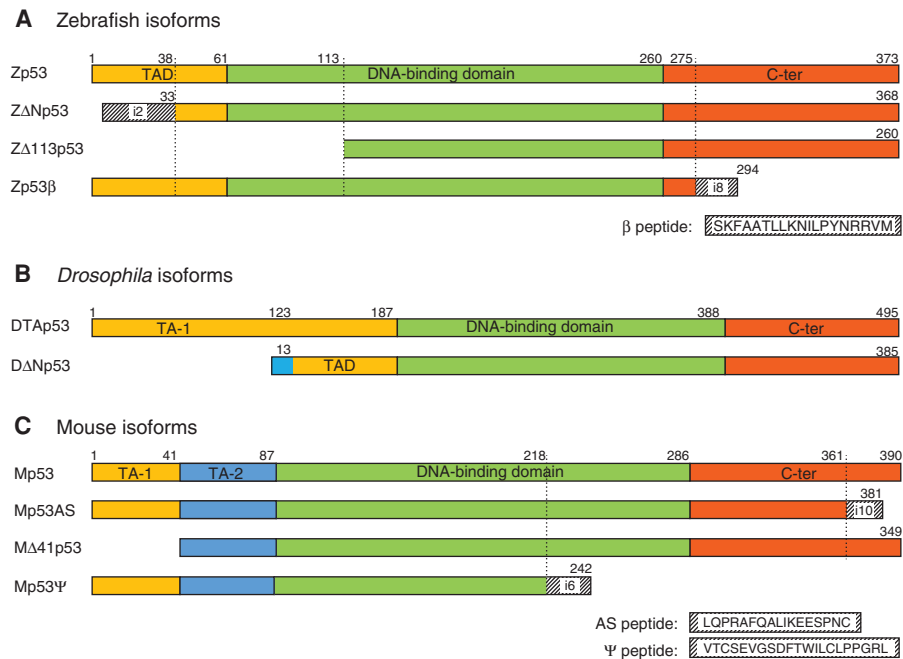 A Zebrafish isoforms
1 38 61 113 260 275 373
Zp53 TAD DNA-binding domain C-ter
33 368
ZΔNp53 i2
260
ZΔ113p53
294
Zp53β i8
β peptide: SKFAATLLKNILPYNRRVM
B Drosophila isoforms
1 123 187 388 495
DTAp53 TA-1 DNA-binding domain C-ter
13 385
DΔNp53 TAD
C Mouse isoforms
1 41 87 218 286 361 390
Mp53 TA-1 TA-2 DNA-binding domain C-ter
381
Mp53AS i10
349
MΔ41p53
242
Mp53Ψ i6
AS peptide: LQPRAFQALIKEESPNC
Ψ peptide: VTCSEVGSDFTWILCLPPGRL